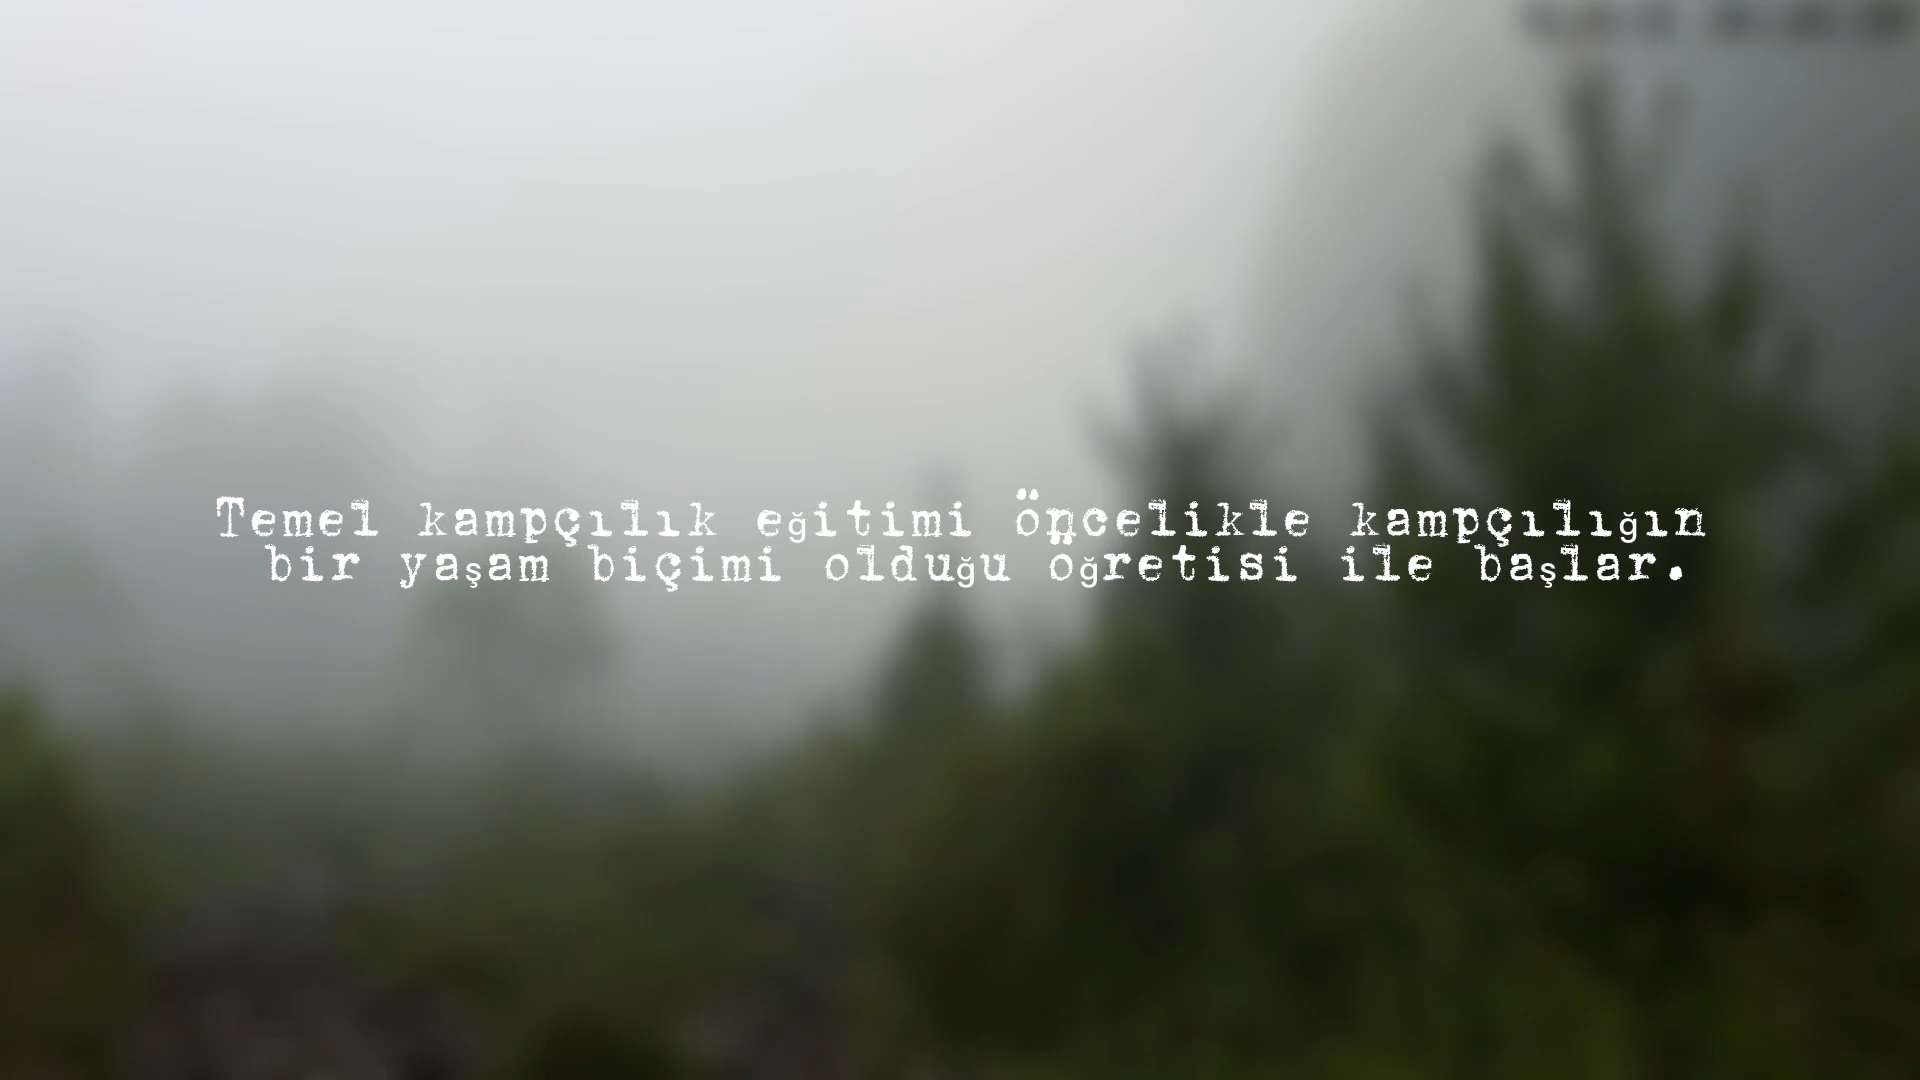 Temel kampçılık eğitimi öncelikle kampçılığın
bir yaşam biçimi olduğu öğretisi ile başlar.